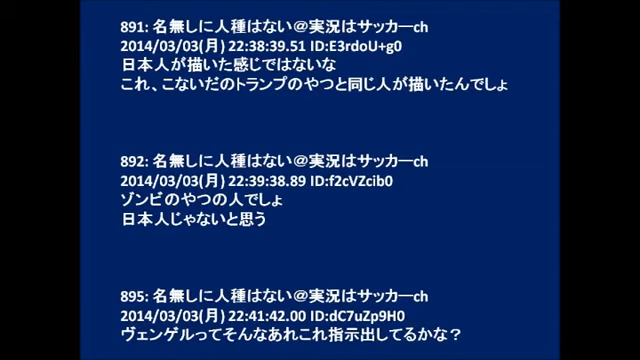 891: 名無しに人種はない＠実況はサッカーch
2014/03/03(月) 22:38:39.51 ID:E3rdoU+g0
日本人が描いた感じではないな
これ、こないだのトランプのやつと同じ人が描いたんでしょ
892: 名無しに人種はない＠実況はサッカーch
2014/03/03(月) 22:39:38.89 ID:f2cVZcib0
ゾンビのやつの人でしょ
日本人じゃないと思う
895: 名無しに人種はない＠実況はサッカーch
2014/03/03(月) 22:41:42.00 ID:dC7uZp9H0
ヴェンゲルってそんなあれこれ指示出してるかな？